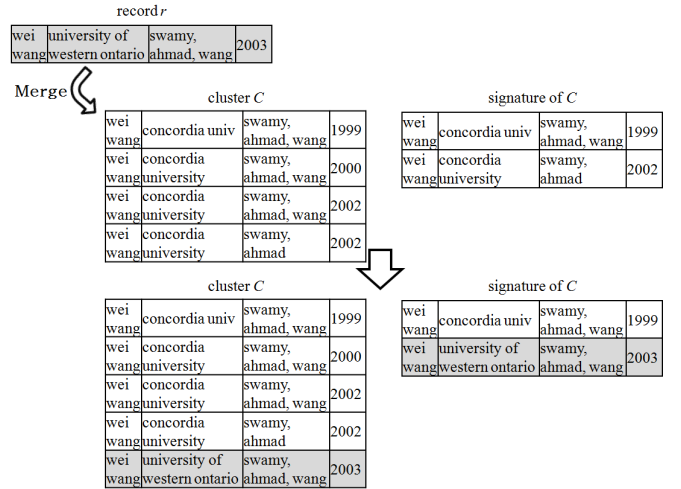 record r
wei university of swamy, 2003
wang western ontario ahmad, wang
Merge
cluster C
wei concordia univ swamy, 1999
wang ahmad, wang
wei concordia swamy, 2000
wang university ahmad, wang
wei concordia swamy, 2002
wang university ahmad, wang
wei concordia swamy, 2002
wang university ahmad
signature of C
wei concordia univ swamy, 1999
wang ahmad, wang
wei concordia swamy, 2002
wang university ahmad
cluster C
wei concordia univ swamy, 1999
wang ahmad, wang
wei concordia swamy, 2000
wang university ahmad, wang
wei concordia swamy, 2002
wang university ahmad, wang
wei concordia swamy, 2002
wang university ahmad
wei university of swamy, 2003
wang western ontario ahmad, wang
signature of C
wei concordia univ swamy, 1999
wang ahmad, wang
wei university of swamy, 2003
wang western ontario ahmad, wang